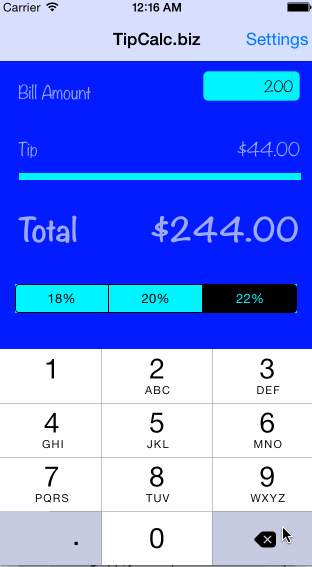 Carrier 12:16 AM
TipCalc.biz Settings
Bill Amount 200
Tip $44.00
Total $244.00
18% 20% 22%
1 2 3
ABC DEF
4 5 6
GHI JKL MNO
7 8 9
PQRS TUV WXYZ
. 0